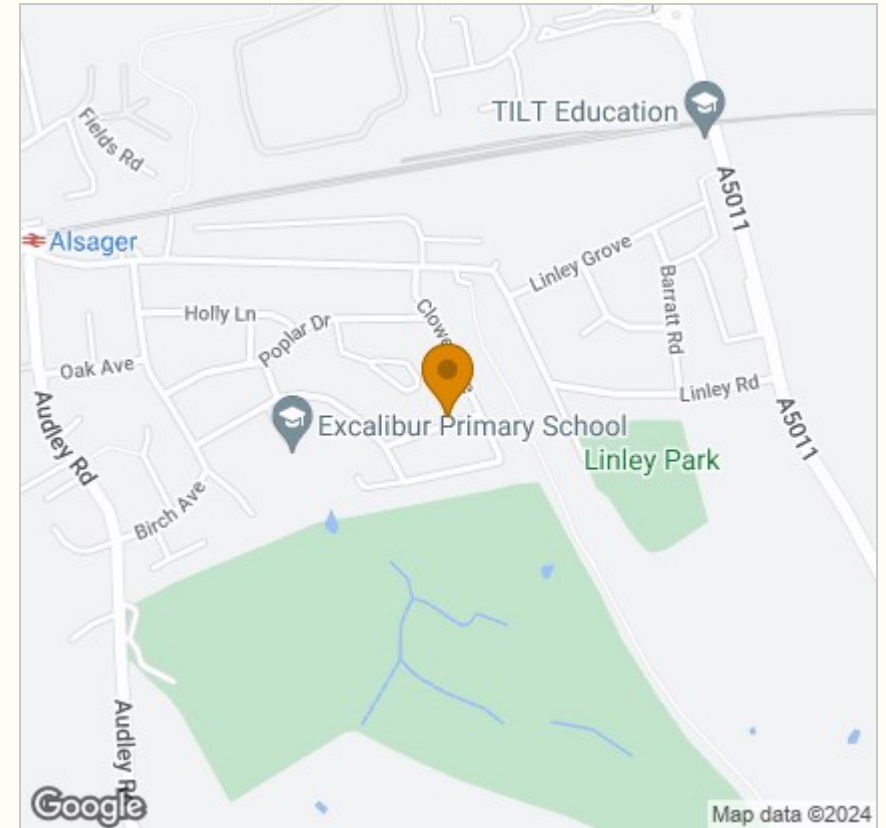 TILT Education
Fields Rd
A5011
Alsager
Linley Grove
Barratt Rd
Holly Ln
Poplar Dr
Oak Ave
Linley Rd
A5011
Audley Rd
Excalibur Primary School
Linley Park
Birch Ave
Audley
Google
Map data ©2024